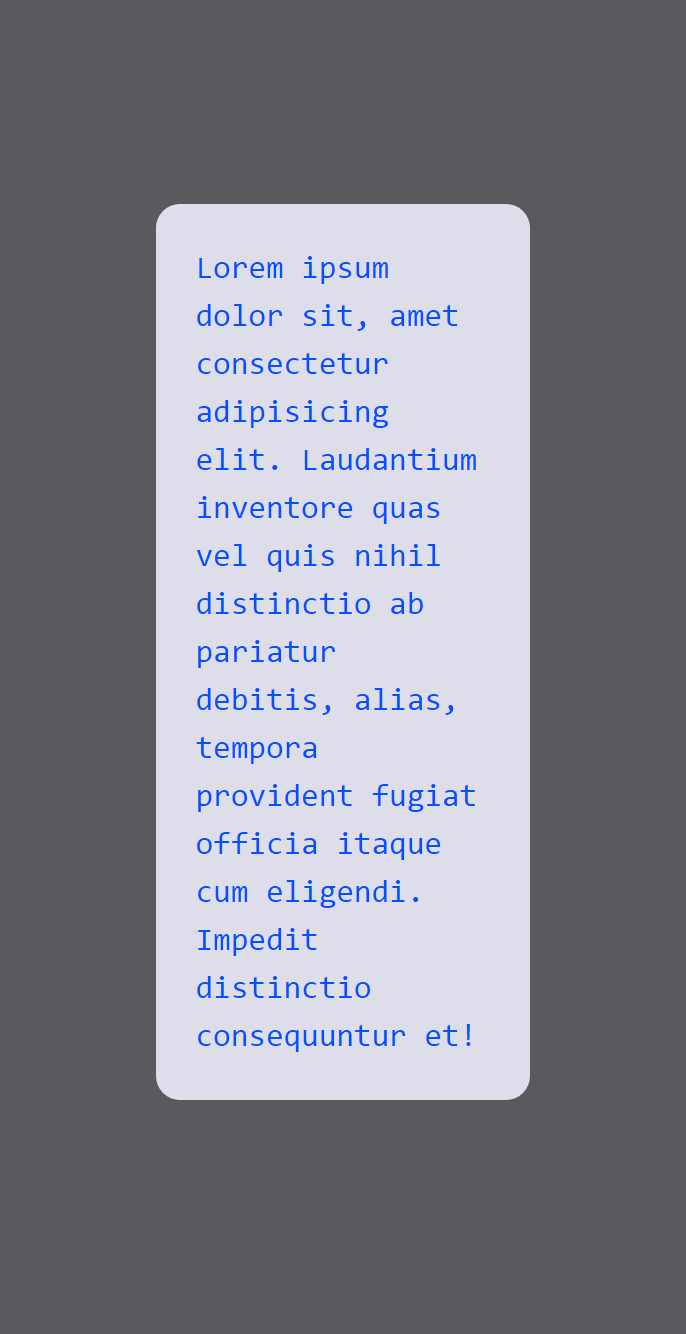 Lorem ipsum
dolor sit, amet
consectetur
adipisicing
elit. Laudantium
inventore quas
vel quis nihil
distinctio ab
pariatur
debitis, alias,
tempora
provident fugiat
officia itaque
cum eligendi.
Impedit
distinctio
consequuntur et!